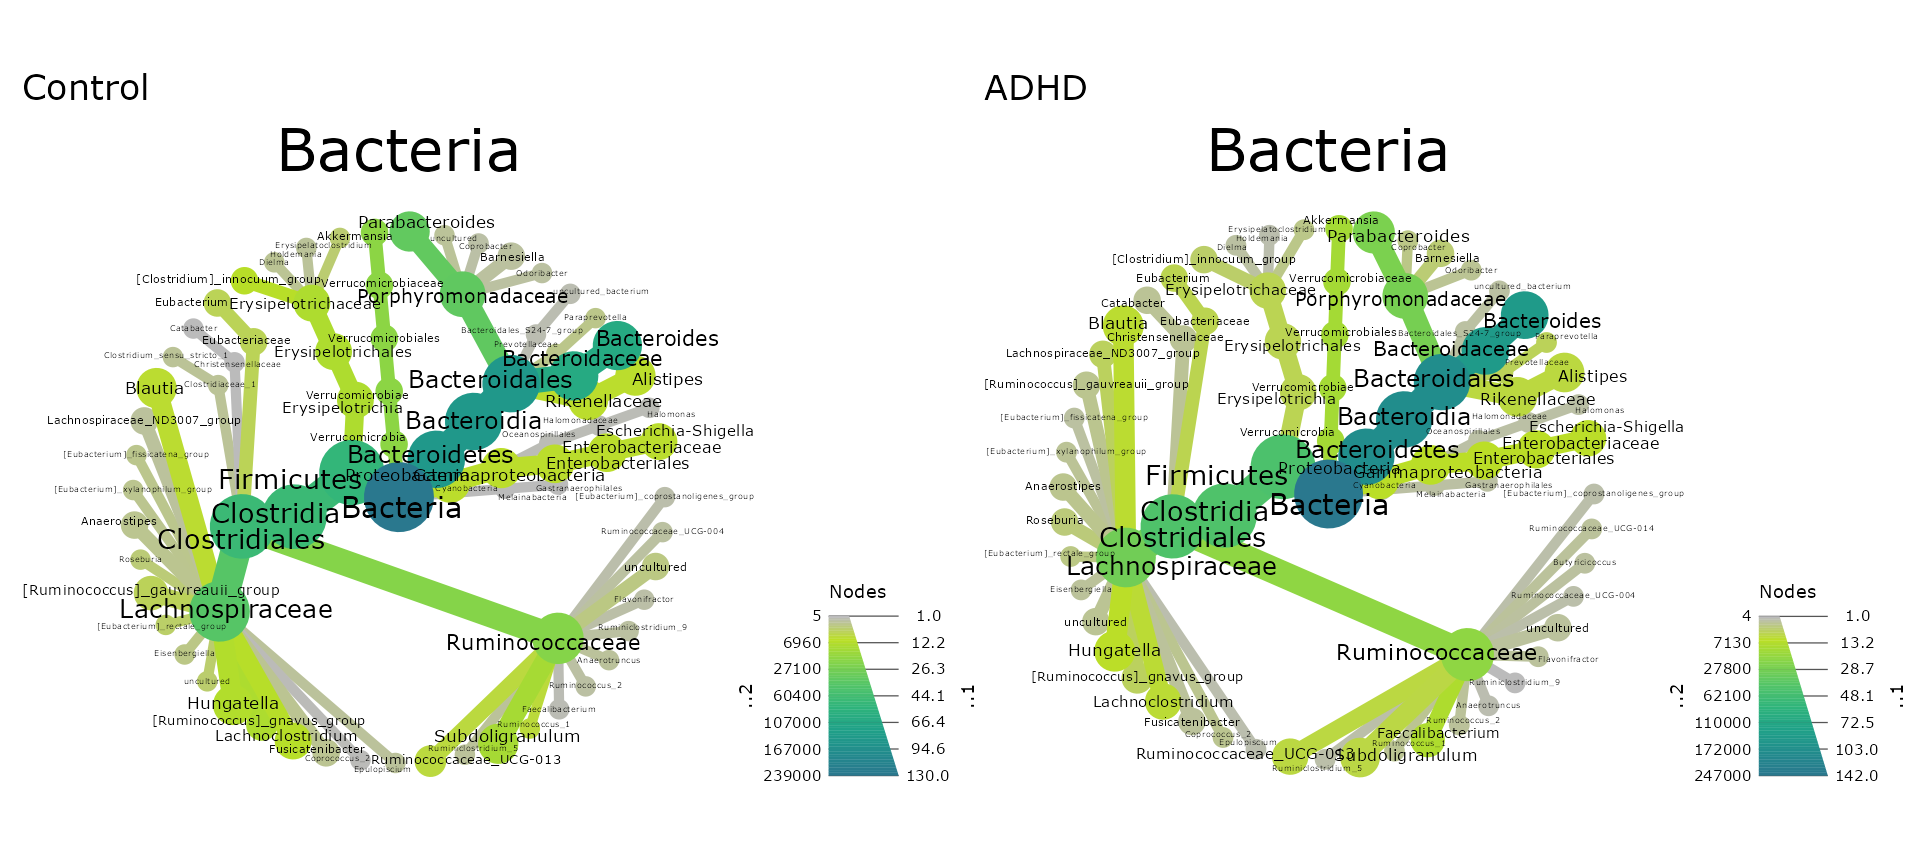 Control
Bacteria
Parabacteroides
Akkermansia
uncultured
Erysipelatoclostridium
Coprobacter
Holdemania
Barnesiella
Dielma
Odoribacter
[Clostridium]_innocuum_group
Verrucomicrobiaceae
uncultured_bacterium
Porphyromonadaceae
Eubacterium
Erysipelotrichaceae
Paraprevotella
Catabacter
Bacteroidales_S24-7_group
Eubacteriaceae
Verrucomicrobiales
Bacteroides
Prevotellaceae
Erysipelotrichales
Clostridium_sensu_stricto_1
Bacteroidaceae
Christensenellaceae
Bacteroidales
Alistipes
Blautia
Clostridiaceae_1
Verrucomicrobiae
Rikenellaceae
Erysipelotrichia
Halomonas
Lachnospiraceae_ND3007_group
Bacteroidia
Halomonadaceae
Escherichia-Shigella
Oceanospirillales
Verrucomicrobia
Enterobacteriaceae
[Eubacterium]_fissicatena_group
Bacteroidetes
Enterobacteriales
Proteobacteria
Gammaproteobacteria
Firmicutes
[Eubacterium]_xylanophilum_group
Cyanobacteria
Gastranaerophilales
Melainabacteria
[Eubacterium]_coprostanoligenes_group
Bacteria
Clostridia
Anaerostipes
Ruminococcaceae_UCG-004
Clostridiales
Roseburia
uncultured
[Ruminococcus]_gauvreauii_group
Flavonifractor
Lachnospiraceae
[Eubacterium]_rectale_group
Ruminiclostridium_9
Ruminococcaceae
Eisenbergiella
Anaerotruncus
uncultured
Ruminococcus_2
Hungatella
Faecalibacterium
[Ruminococcus]_gnavus_group
Ruminococcus_1
Lachnoclostridium
Subdoligranulum
Fusicatenibacter
Ruminiclostridium_5
Coprococcus_2
Ruminococcaceae_UCG-013
Epulopiscium
Nodes
5 1.0
6960 12.2
27100 26.3
60400 44.1
107000 66.4
167000 94.6
239000 130.0
..2
..1
ADHD
Bacteria
Akkermansia
Erysipelatoclostridium
Parabacteroides
Holdemania
Dielma
Coprobacter
[Clostridium]_innocuum_group
Barnesiella
Odoribacter
Eubacterium
Verrucomicrobiaceae
uncultured_bacterium
Erysipelotrichaceae
Porphyromonadaceae
Catabacter
Blautia
Eubacteriaceae
Bacteroides
Christensenellaceae
Verrucomicrobiales
Bacteroidales_S24-7_group
Paraprevotella
Erysipelotrichales
Bacteroidaceae
Lachnospiraceae_ND3007_group
Prevotellaceae
Alistipes
[Ruminococcus]_gauvreauii_group
Bacteroidales
Verrucomicrobiae
Erysipelotrichia
Rikenellaceae
Halomonas
[Eubacterium]_fissicatena_group
Bacteroidia
Halomonadaceae
Escherichia-Shigella
Verrucomicrobia
Oceanospirillales
Enterobacteriaceae
[Eubacterium]_xylanophilum_group
Bacteroidetes
Enterobacteriales
Proteobacteria
Gammaproteobacteria
Firmicutes
Anaerostipes
Cyanobacteria
Gastranaerophilales
Melainabacteria
[Eubacterium]_coprostanoligenes_group
Bacteria
Clostridia
Roseburia
Ruminococcaceae_UCG-014
Clostridiales
[Eubacterium]_rectale_group
Lachnospiraceae
Butyricicoccus
Eisenbergiella
Ruminococcaceae_UCG-004
uncultured
uncultured
Hungatella
Ruminococcaceae
Flavonifractor
[Ruminococcus]_gnavus_group
Ruminiclostridium_9
Lachnoclostridium
Anaerotruncus
Fusicatenibacter
Ruminococcus_2
Coprococcus_2
Faecalibacterium
Epulopiscium
Ruminococcus_1
Ruminococcaceae_UCG-013
Subdoligranulum
Ruminiclostridium_5
Nodes
4 1.0
7130 13.2
27800 28.7
62100 48.1
110000 72.5
172000 103.0
247000 142.0
..2
..1